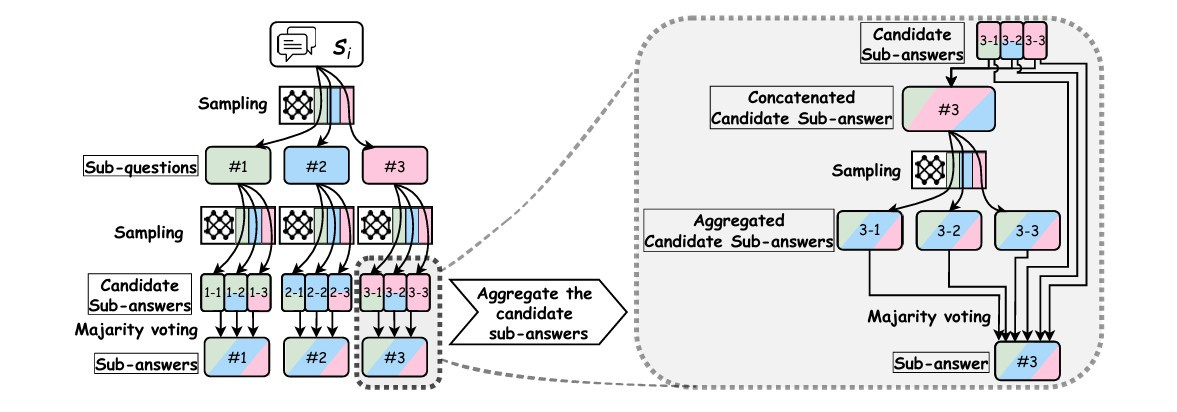 S i
Sampling
Sub-questions
#1
#2
#3
Sampling
Candidate
Sub-answers
1-1
1-2
1-3
2-1
2-2
2-3
3-1
3-2
3-3
Majarity voting
Sub-answers
#1
#2
#3
Aggregate the
candidate
sub-answers
Candidate
Sub-answers
3-1
3-2
3-3
Concatenated
Candidate Sub-answer
#3
Sampling
Aggregated
Candidate Sub-answers
3-1
3-2
3-3
Majarity voting
Sub-answer
#3